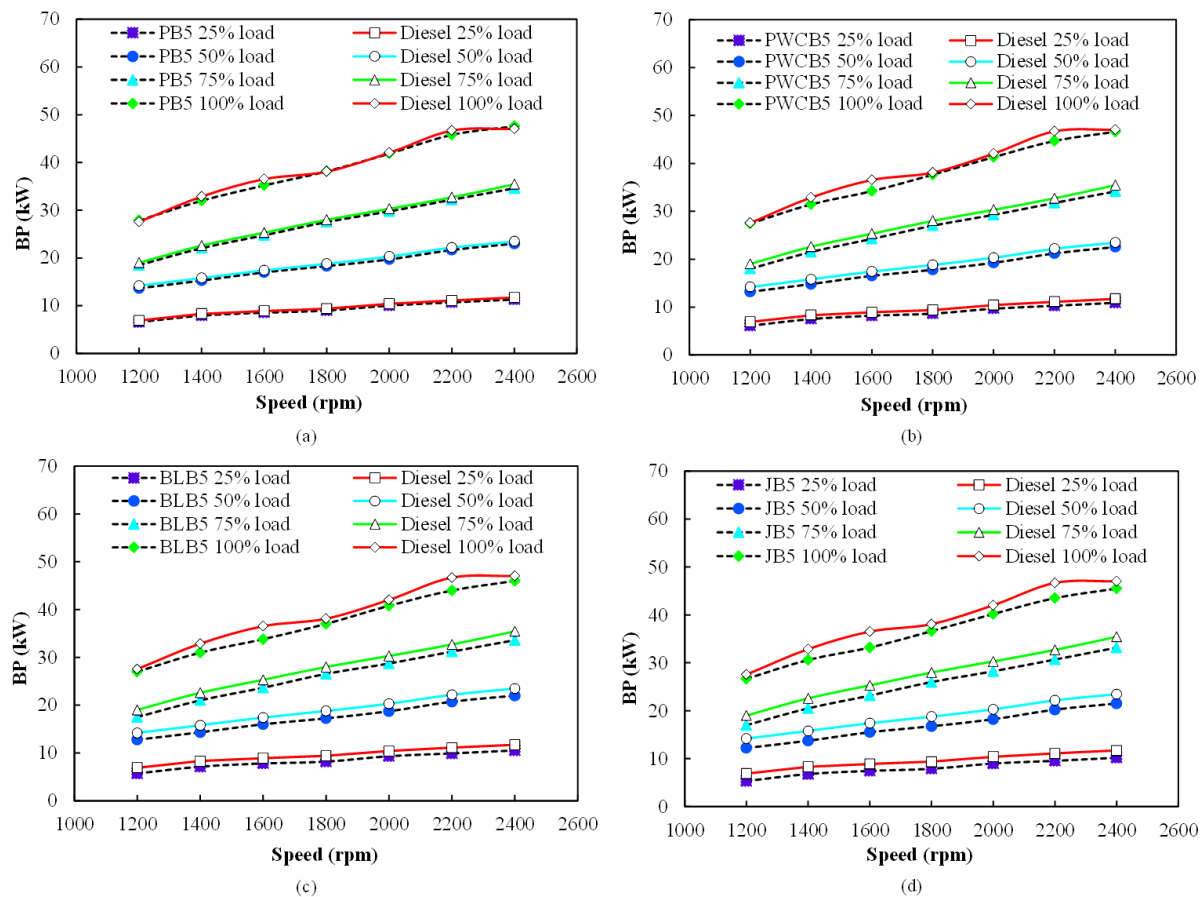 70
60
50
40
30
20
10
0
BP (kW)
PB5 25% load
Diesel 25% load
PB5 50% load
Diesel 50% load
PB5 75% load
Diesel 75% load
PB5 100% load
Diesel 100% load
1000 1200 1400 1600 1800 2000 2200 2400 2600
Speed (rpm)
(a)
70
60
50
40
30
20
10
0
BP (kW)
PWCB5 25% load
Diesel 25% load
PWCB5 50% load
Diesel 50% load
PWCB5 75% load
Diesel 75% load
PWCB5 100% load
Diesel 100% load
1000 1200 1400 1600 1800 2000 2200 2400 2600
Speed (rpm)
(b)
70
60
50
40
30
20
10
0
BP (kW)
BLB5 25% load
Diesel 25% load
BLB5 50% load
Diesel 50% load
BLB5 75% load
Diesel 75% load
BLB5 100% load
Diesel 100% load
1000 1200 1400 1600 1800 2000 2200 2400 2600
Speed (rpm)
(c)
70
60
50
40
30
20
10
0
BP (kW)
JB5 25% load
Diesel 25% load
JB5 50% load
Diesel 50% load
JB5 75% load
Diesel 75% load
JB5 100% load
Diesel 100% load
1000 1200 1400 1600 1800 2000 2200 2400 2600
Speed (rpm)
(d)